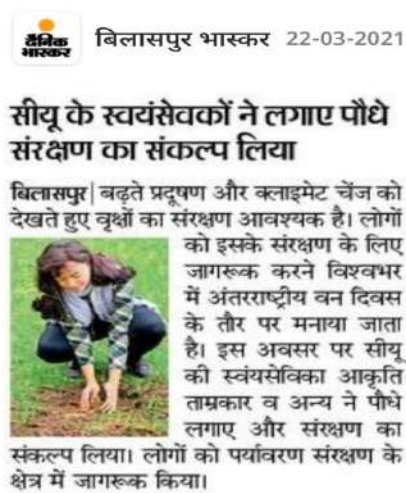 दैनिक
भास्कर
बिलासपुर भास्कर 22-03-2021
सीयू के स्वयंसेवकों ने लगाए पौधे
संरक्षण का संकल्प लिया
बिलासपुर| बढ़ते प्रदूषण और क्लाइमेट चेंज को
देखते हुए वृक्षों का संरक्षण आवश्यक है। लोगों
को इसके संरक्षण के लिए
जागरूक करने विश्वभर
में अंतरराष्ट्रीय वन दिवस
के तौर पर मनाया जाता
है। इस अवसर पर सीयू
की स्वंयसेविका आकृति
ताम्रकार व अन्य ने पौधे
लगाए और संरक्षण का
संकल्प लिया। लोगों को पर्यावरण संरक्षण के
क्षेत्र में जागरूक किया।